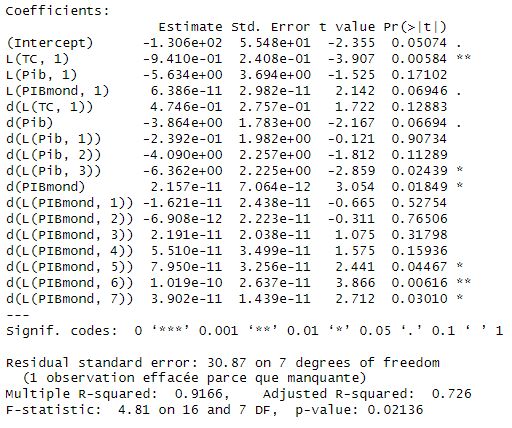 Coefficients:
Estimate Std. Error t value Pr(>|t|)
(Intercept) -1.306e+02 5.548e+01 -2.355 0.05074 .
L(TC, 1) -9.410e-01 2.408e-01 -3.907 0.00584 **
L(Pib, 1) -5.634e+00 3.694e+00 -1.525 0.17102
L(PIBmond, 1) 6.386e-11 2.982e-11 2.142 0.06946 .
d(L(TC, 1)) 4.746e-01 2.757e-01 1.722 0.12883
d(Pib) -3.864e+00 1.783e+00 -2.167 0.06694 .
d(L(Pib, 1)) -2.392e-01 1.982e+00 -0.121 0.90734
d(L(Pib, 2)) -4.090e+00 2.257e+00 -1.812 0.11289
d(L(Pib, 3)) -6.362e+00 2.225e+00 -2.859 0.02439 *
d(PIBmond) 2.157e-11 7.064e-12 3.054 0.01849 *
d(L(PIBmond, 1)) -1.621e-11 2.438e-11 -0.665 0.52754
d(L(PIBmond, 2)) -6.908e-12 2.223e-11 -0.311 0.76506
d(L(PIBmond, 3)) 2.191e-11 2.038e-11 1.075 0.31798
d(L(PIBmond, 4)) 5.510e-11 3.499e-11 1.575 0.15936
d(L(PIBmond, 5)) 7.950e-11 3.256e-11 2.441 0.04467 *
d(L(PIBmond, 6)) 1.019e-10 2.637e-11 3.866 0.00616 **
d(L(PIBmond, 7)) 3.902e-11 1.439e-11 2.712 0.03010 *
---
Signif. codes: 0 ‘***’ 0.001 ‘**’ 0.01 ‘*’ 0.05 ‘.’ 0.1 ‘ ’ 1
Residual standard error: 30.87 on 7 degrees of freedom
(1 observation effacée parce que manquante)
Multiple R-squared: 0.9166, Adjusted R-squared: 0.726
F-statistic: 4.81 on 16 and 7 DF, p-value: 0.02136